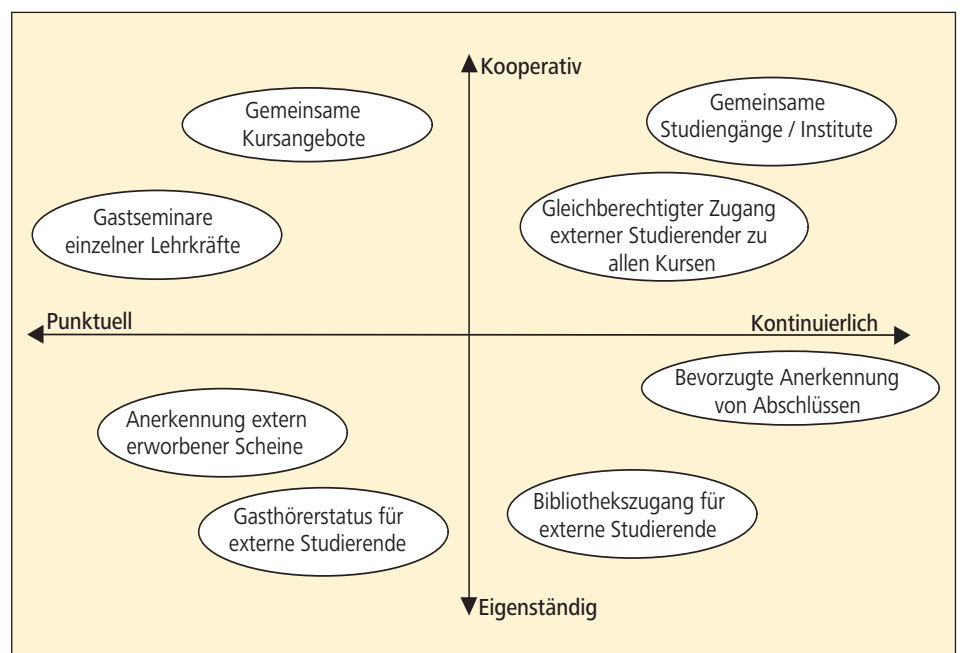 Kooperativ
Gemeinsame
Kursangebote
Gemeinsame
Studiengänge / Institute
Gastseminare
einzelner Lehrkräfte
Gleichberechtigter Zugang
externer Studierender zu
allen Kursen
Punktuell
Kontinuierlich
Bevorzugte Anerkennung
von Abschlüssen
Anerkennung extern
erworbener Scheine
Gasthörerstatus für
externe Studierende
Bibliothekszugang für
externe Studierende
Eigenständig